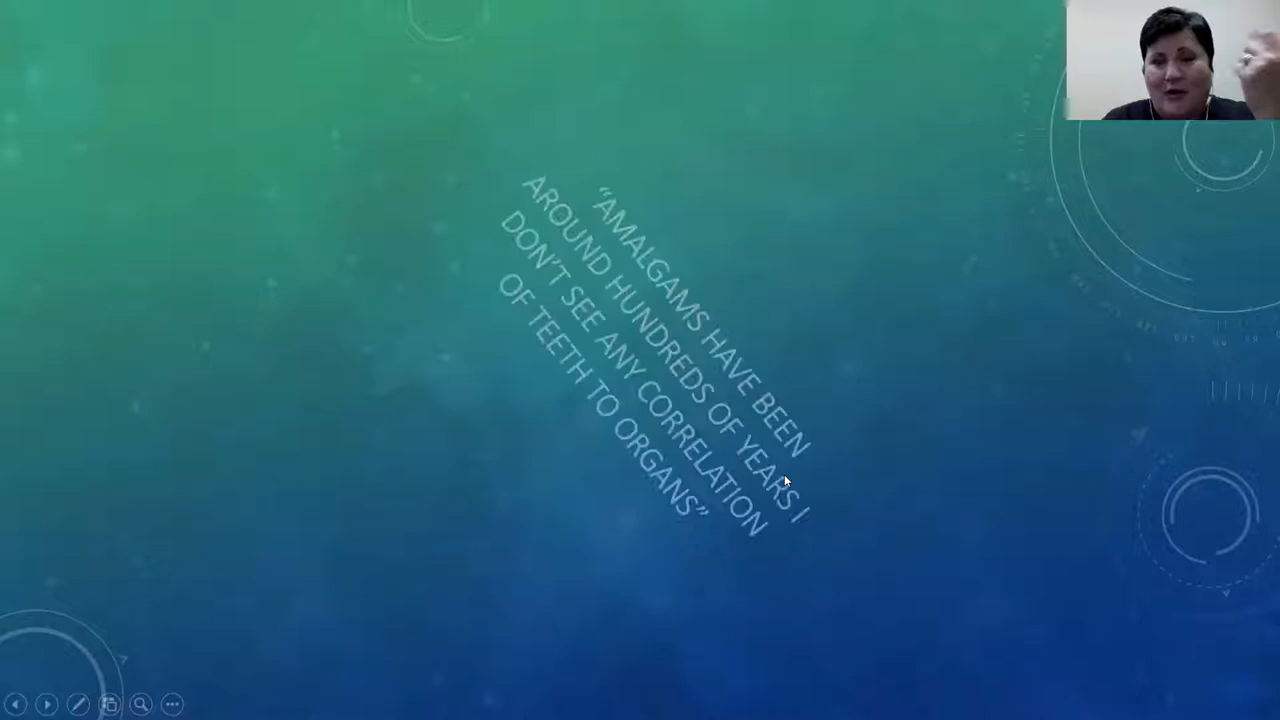 “AMALGAMS HAVE BEEN
AROUND HUNDREDS OF YEARS I
DON’T SEE ANY CORRELATION
OF TEETH TO ORGANS”